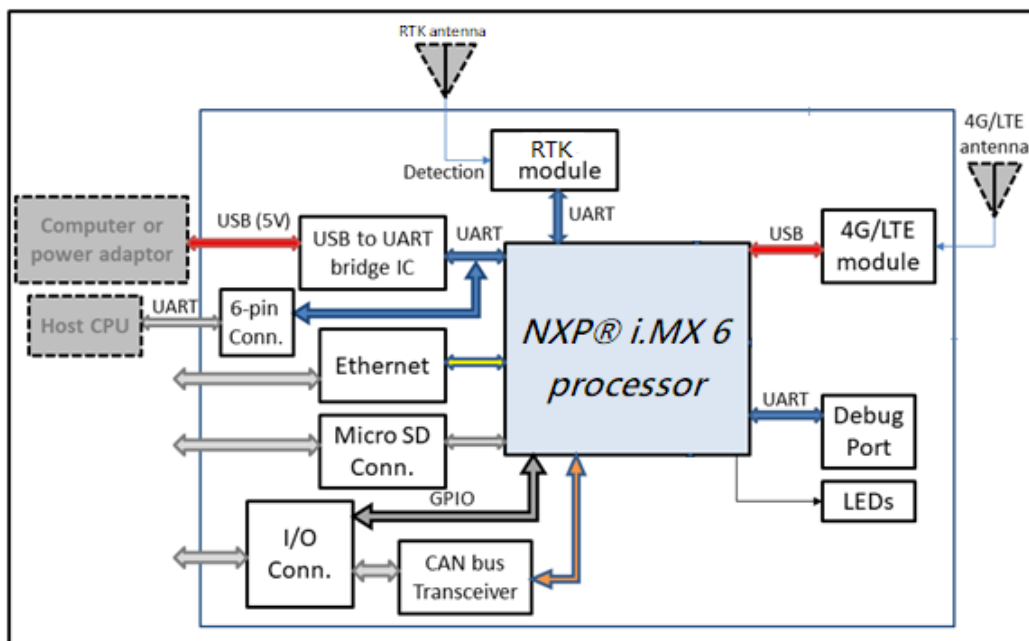 RTK antenna
4G/LTE
antenna
RTK
module
Detection
UART
Computer or
power adaptor
USB (5V)
USB to UART
bridge IC
UART
USB
4G/LTE
module
Host CPU
UART
6-pin
Conn.
NXP® i.MX 6
processor
Ethernet
UART
Debug
Port
Micro SD
Conn.
GPIO
LEDs
I/O
Conn.
CAN bus
Transceiver